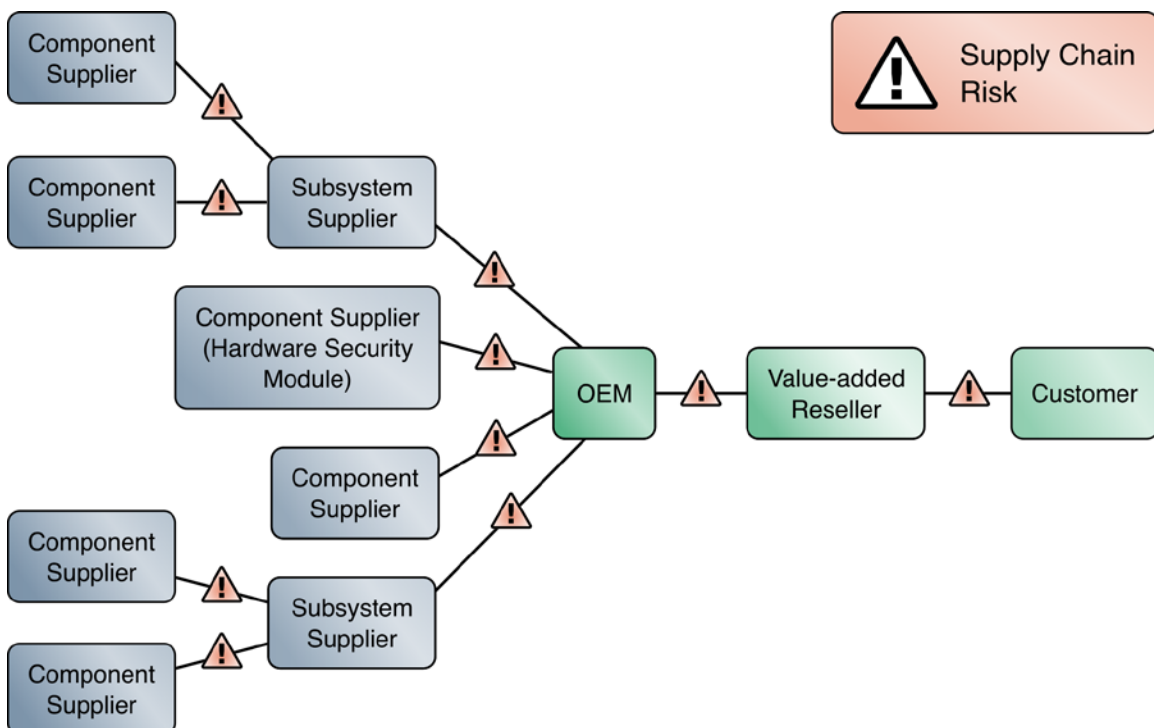 Component
Supplier
!
Supply Chain
Risk
!
Component
Supplier
!
Subsystem
Supplier
!
Component Supplier
(Hardware Security
Module)
!
OEM
!
Value-added
Reseller
!
Customer
Component
Supplier
!
!
Component
Supplier
!
Subsystem
Supplier
Component
Supplier
!